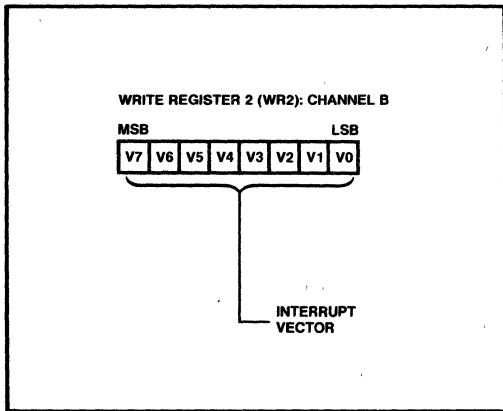 WRITE REGISTER 2 (WR2): CHANNEL B
MSB LSB
V7 V6 V5 V4 V3 V2 V1 V0
INTERRUPT
VECTOR